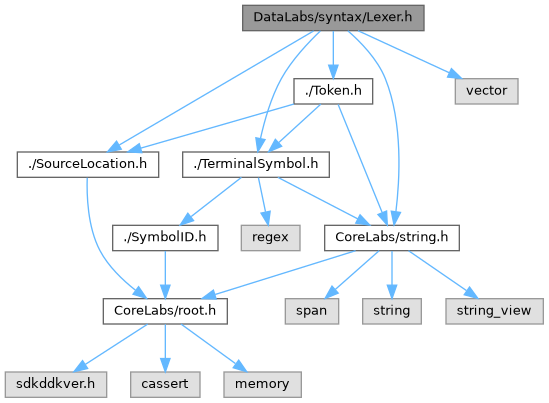 DataLabs/syntax/Lexer.h
./Token.h
vector
./SourceLocation.h
./TerminalSymbol.h
./SymbolID.h
regex
CoreLabs/string.h
CoreLabs/root.h
span
string
string_view
sdkddkver.h
cassert
memory